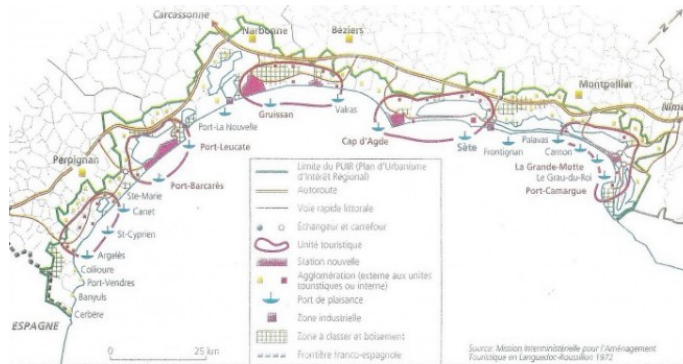 Carcassonne
Narbonne
Béziers
Montpellier
Nîmes
N
Perpignan
Port-La Nouvelle
Gruissan
Valras
Cap d'Agde
Sète
Frontignan
Palavas
Carnon
La Grande-Motte
Le Grau-du-Roi
Port-Camargue
Port-Leucate
Port-Barcarès
Ste-Marie
Canet
St-Cyprien
Argelès
Collioure
Port-Vendres
Banyuls
Cerbère
ESPAGNE
0 25 km
Limite du PUIR (Plan d'Urbanisme
d'Intérêt Régional)
Autoroute
Voie rapide littorale
Échangeur et carrefour
Unité touristique
Station nouvelle
Agglomération (externe aux unités
touristiques ou interne)
Port de plaisance
Zone industrielle
Zone à classer et boisement
Frontière franco-espagnole
Source: Mission Interministérielle pour l'Aménagement
Touristique en Languedoc-Roussillon 1972